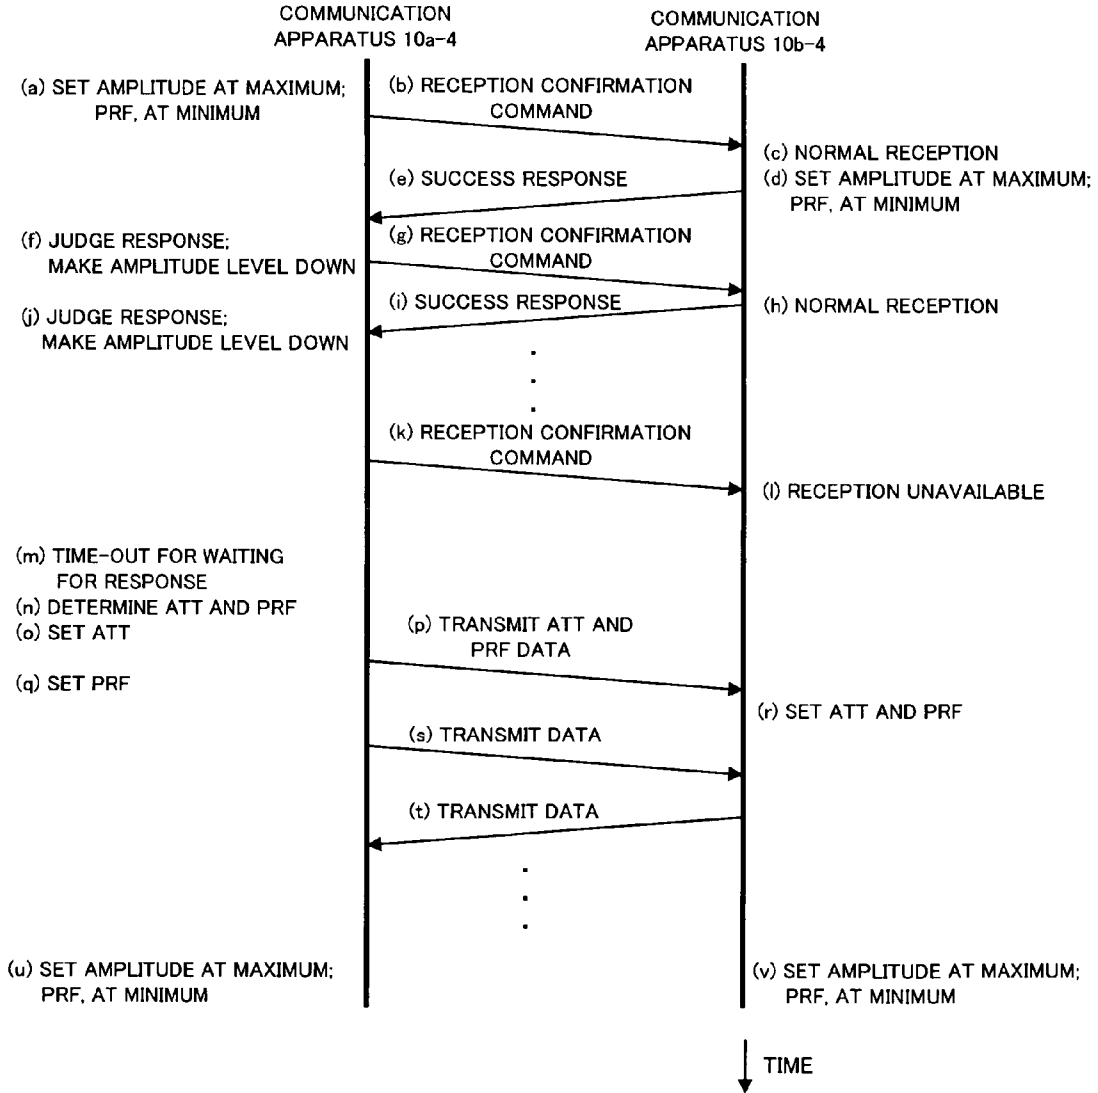 COMMUNICATION
APPARATUS 10a-4
COMMUNICATION
APPARATUS 10b-4
(a) SET AMPLITUDE AT MAXIMUM;
PRF, AT MINIMUM
(b) RECEPTION CONFIRMATION
COMMAND
(c) NORMAL RECEPTION
(d) SET AMPLITUDE AT MAXIMUM;
PRF, AT MINIMUM
(e) SUCCESS RESPONSE
(f) JUDGE RESPONSE;
MAKE AMPLITUDE LEVEL DOWN
(g) RECEPTION CONFIRMATION
COMMAND
(h) NORMAL RECEPTION
(i) SUCCESS RESPONSE
(j) JUDGE RESPONSE;
MAKE AMPLITUDE LEVEL DOWN
(k) RECEPTION CONFIRMATION
COMMAND
(l) RECEPTION UNAVAILABLE
(m) TIME-OUT FOR WAITING
FOR RESPONSE
(n) DETERMINE ATT AND PRF
(o) SET ATT
(p) TRANSMIT ATT AND
PRF DATA
(q) SET PRF
(r) SET ATT AND PRF
(s) TRANSMIT DATA
(t) TRANSMIT DATA
(u) SET AMPLITUDE AT MAXIMUM;
PRF, AT MINIMUM
(v) SET AMPLITUDE AT MAXIMUM;
PRF, AT MINIMUM
TIME